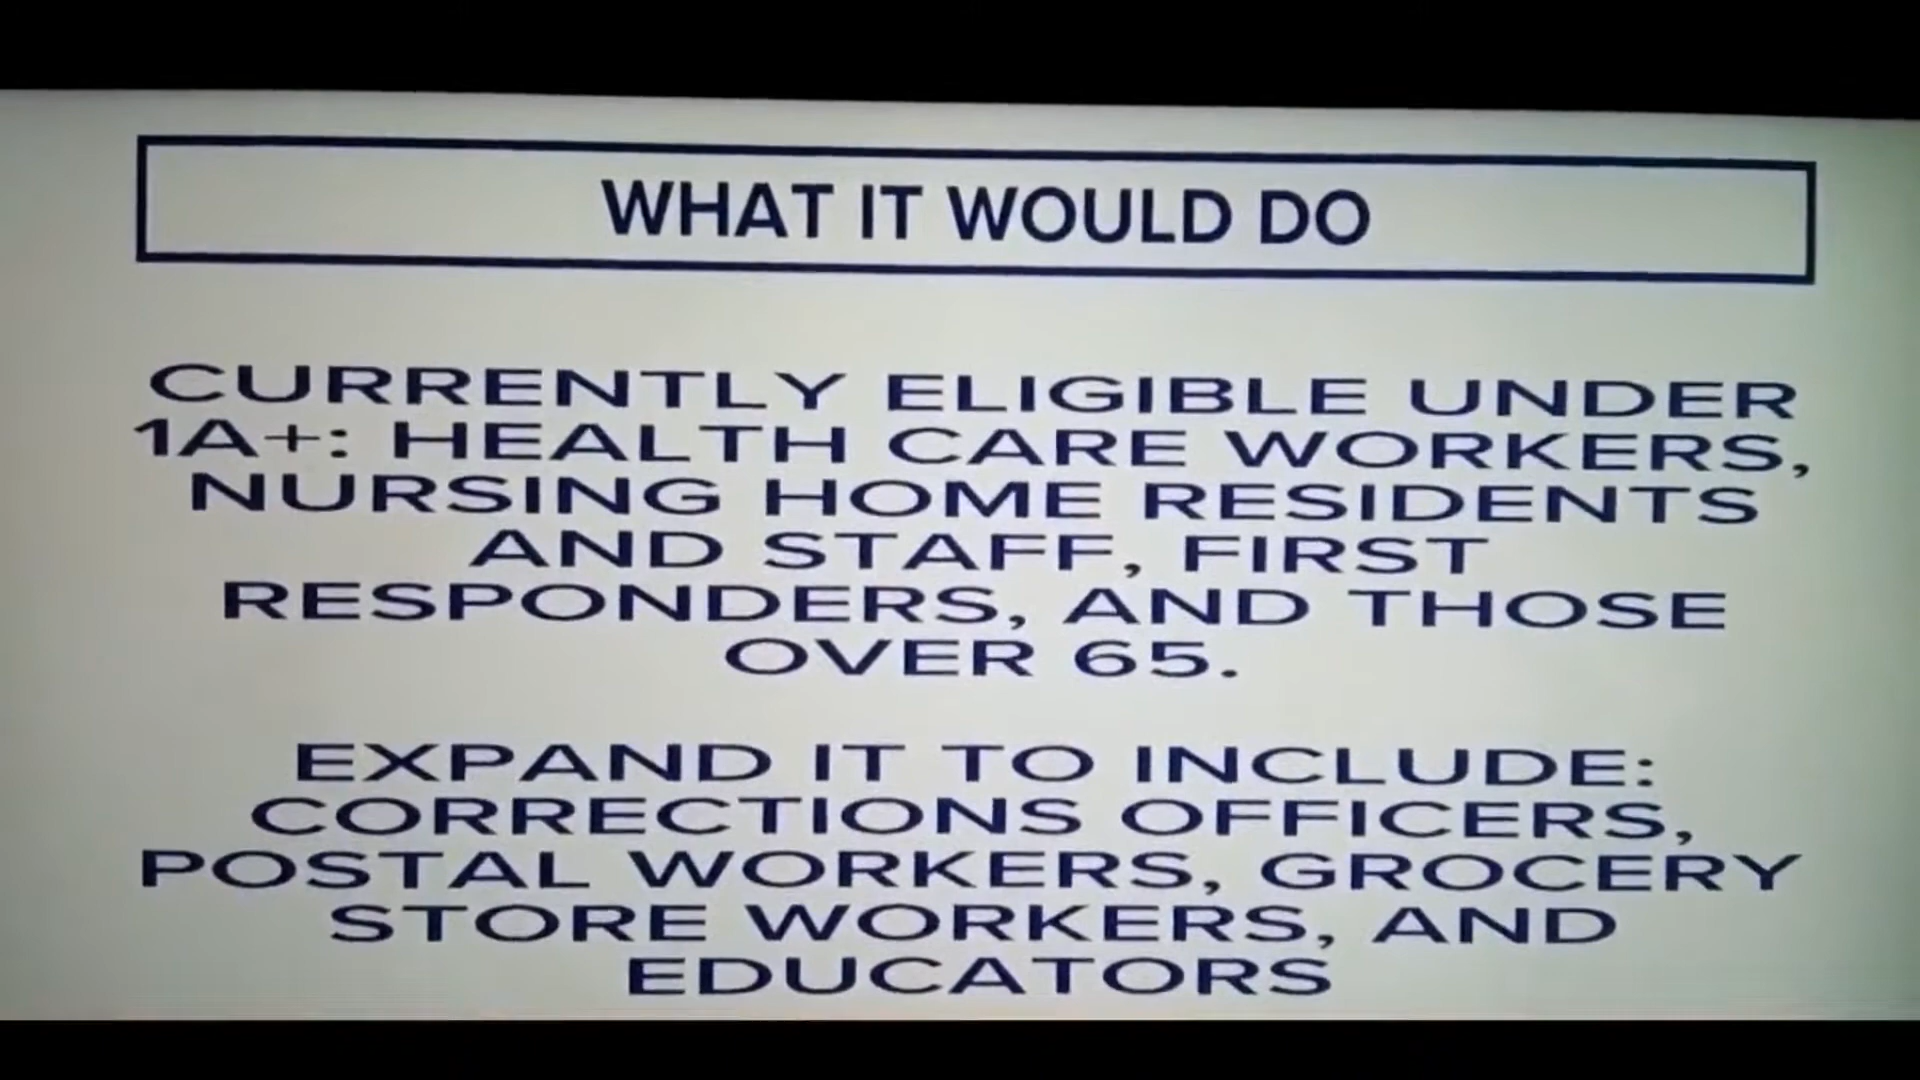 WHAT IT WOULD DO
CURRENTLY ELIGIBLE UNDER
1A+: HEALTH CARE WORKERS,
NURSING HOME RESIDENTS
AND STAFF, FIRST
RESPONDERS, AND THOSE
OVER 65.
EXPAND IT TO INCLUDE:
CORRECTIONS OFFICERS,
POSTAL WORKERS, GROCERY
STORE WORKERS, AND
EDUCATORS